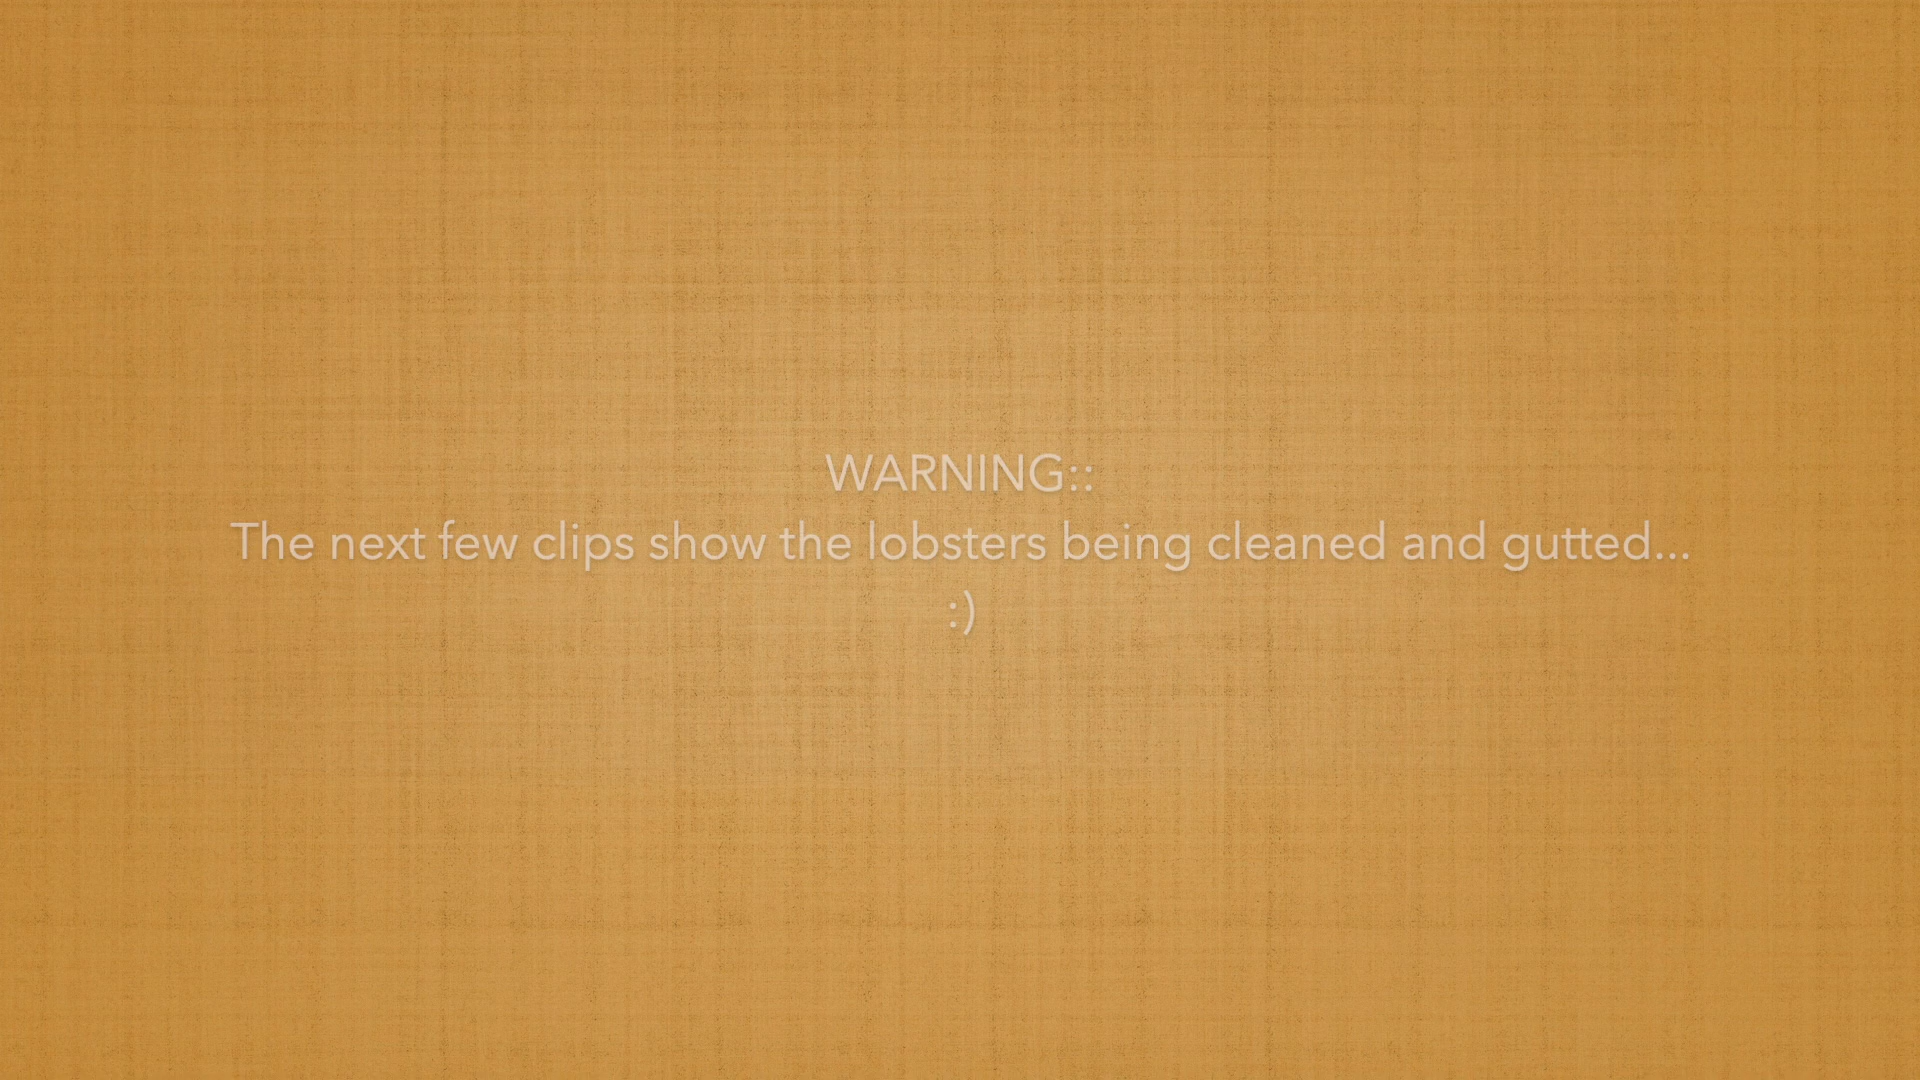 WARNING::
The next few clips show the lobsters being cleaned and gutted...
:)